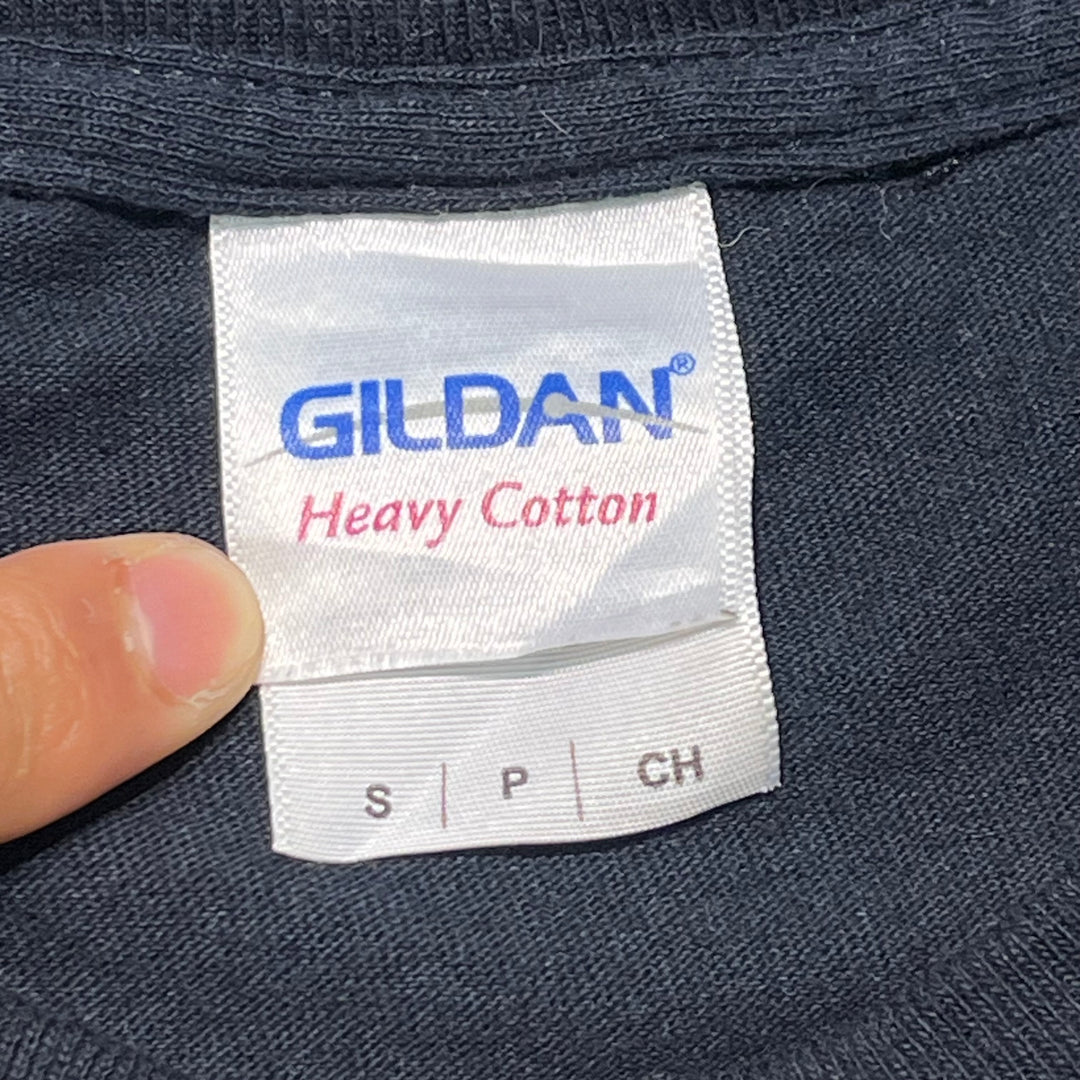 GILDAN®
Heavy Cotton
S | P | CH